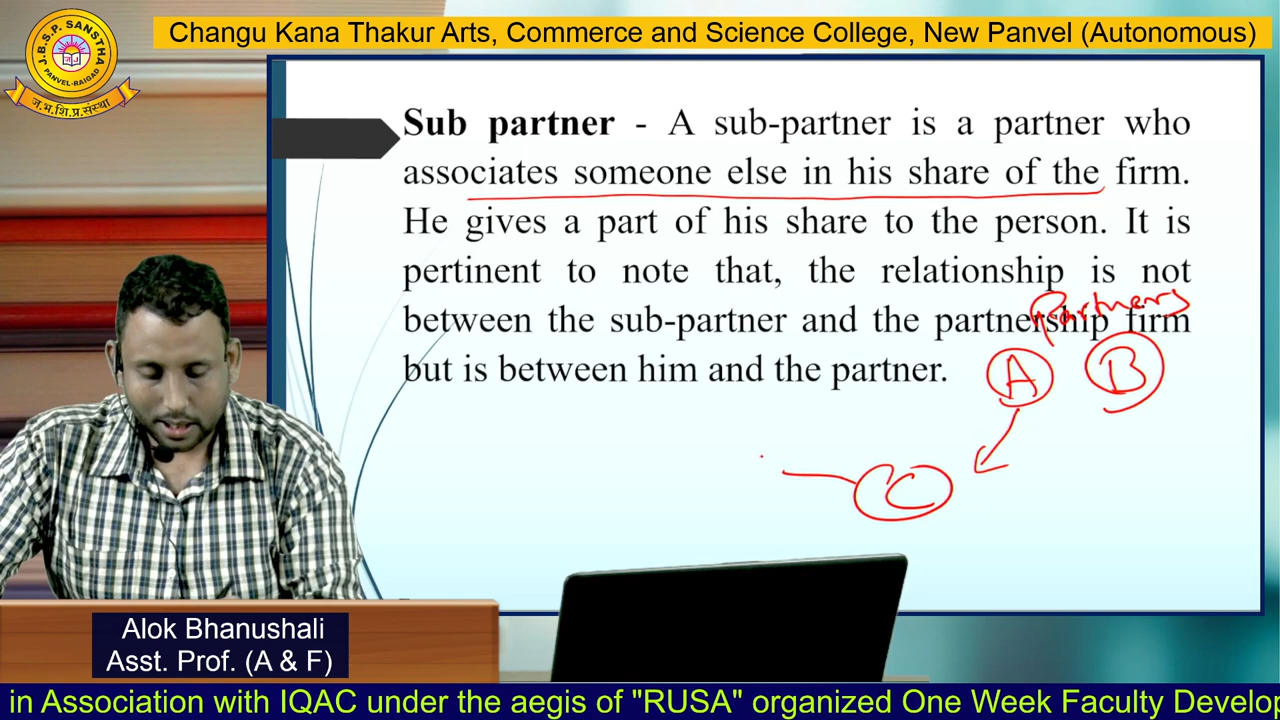 Changu Kana Thakur Arts, Commerce and Science College, New Panvel (Autonomous)
J.B.S.P. SANSTHA
PANVEL-RAIGAD
ज.भ.शि.प्र.संस्था
Sub partner - A sub-partner is a partner who
associates someone else in his share of the firm.
He gives a part of his share to the person. It is
pertinent to note that, the relationship is not
between the sub-partner and the partnership firm
but is between him and the partner.
Partners
A B
C
Alok Bhanushali
Asst. Prof. (A & F)
in Association with IQAC under the aegis of "RUSA" organized One Week Faculty Develop